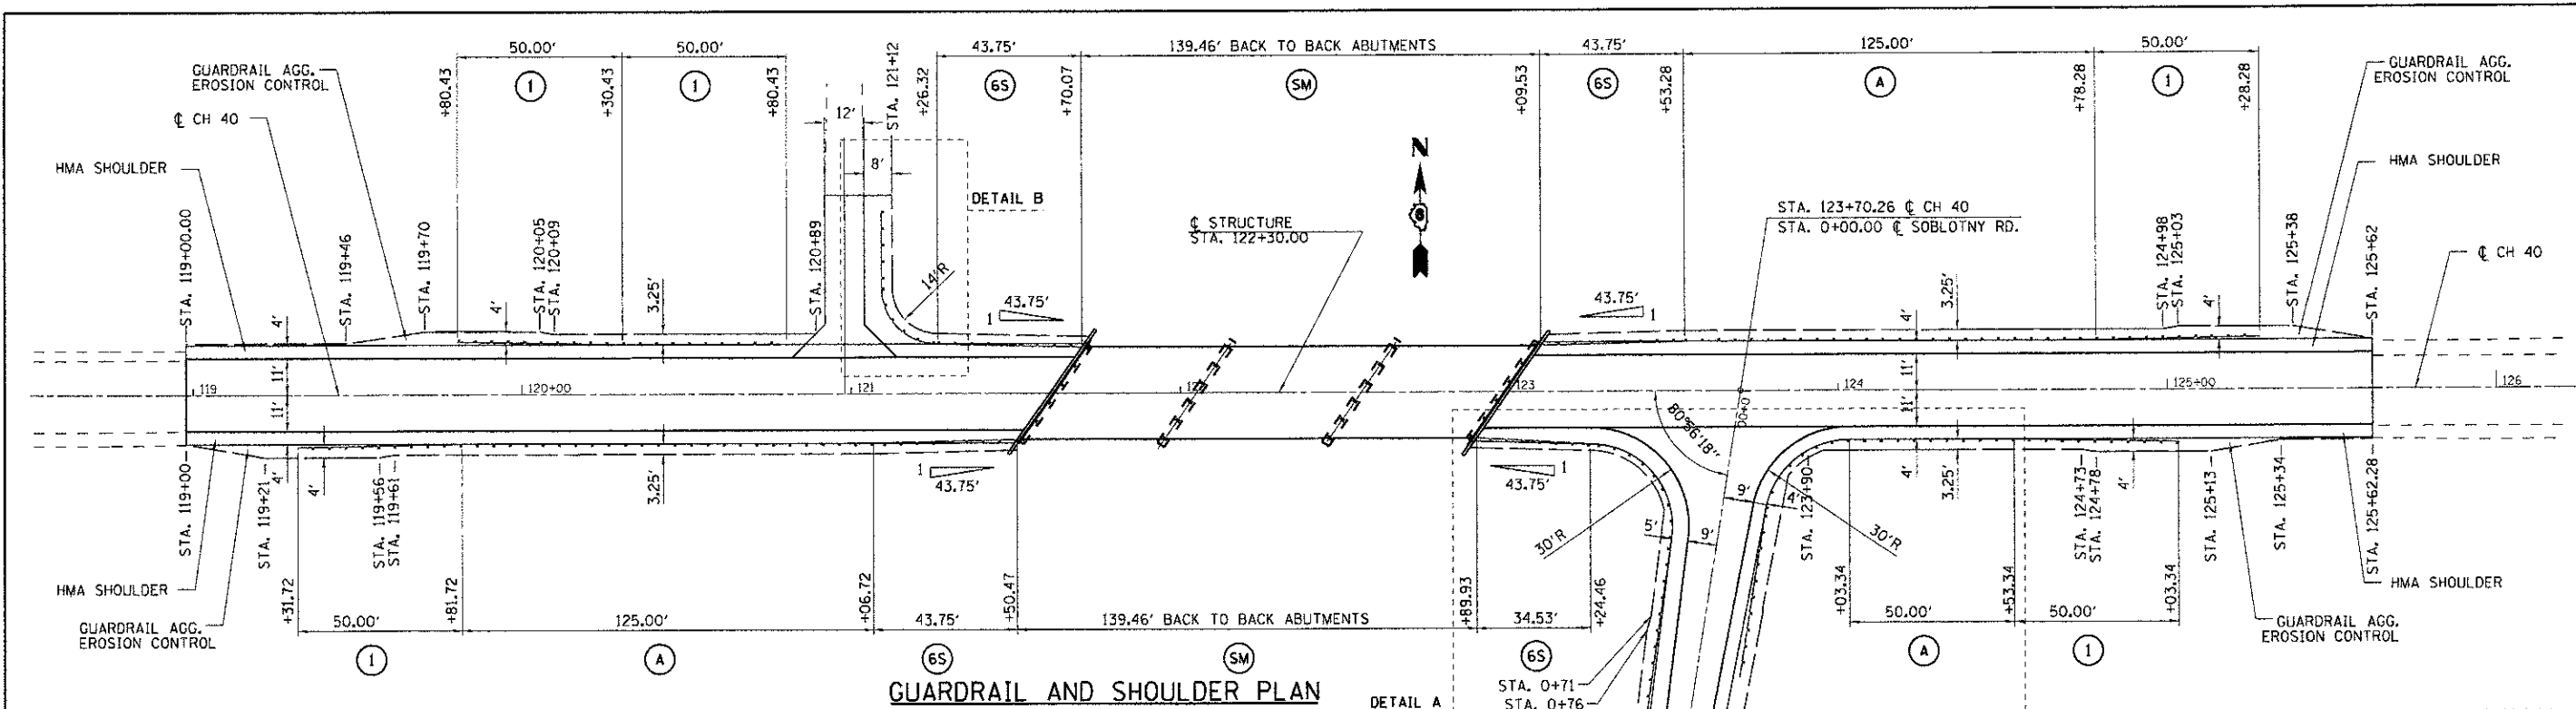 50.00'
50.00'
43.75'
139.46' BACK TO BACK ABUTMENTS
43.75'
125.00'
50.00'
GUARDRAIL AGG.
EROSION CONTROL
+80.43
1
+30.43
1
+80.43
STA. 121+12
+26.32
6S
+70.07
SM
+09.53
6S
+53.28
A
+78.28
1
+28.28
GUARDRAIL AGG.
EROSION CONTROL
℄ CH 40
12'
8'
HMA SHOULDER
N
HMA SHOULDER
DETAIL B
℄ STRUCTURE
STA. 122+30.00
STA. 123+70.26 ℄ CH 40
STA. 0+00.00 ℄ SOBLOTNY RD.
℄ CH 40
STA. 119+00.00
STA. 119+46
STA. 119+70
STA. 120+05
STA. 120+09
STA. 120+89
14'R
STA. 124+98
STA. 125+03
STA. 125+38
STA. 125+62
4'
4'
3.25'
1
43.75'
43.75'
1
3.25'
4'
4'
119
11'
120+00
121
123
124
11'
125+00
126
11'
11'
80°56'18"
STA. 119+00
STA. 119+21
4'
4'
STA. 119+56
STA. 119+61
3.25'
1
43.75'
1
43.75'
30'R
5'
9'
9'
4'
STA. 123+90
30'R
4'
3.25'
STA. 124+73
STA. 124+78
4'
STA. 125+13
STA. 125+34
STA. 125+62.28
HMA SHOULDER
HMA SHOULDER
+31.72
+81.72
+06.72
+50.47
+89.93
+24.46
+03.34
+53.34
+03.34
50.00'
125.00'
43.75'
139.46' BACK TO BACK ABUTMENTS
34.53'
50.00'
50.00'
GUARDRAIL AGG.
EROSION CONTROL
GUARDRAIL AGG.
EROSION CONTROL
1
A
6S
SM
6S
A
1
GUARDRAIL AND SHOULDER PLAN
DETAIL A
STA. 0+71
STA. 0+76